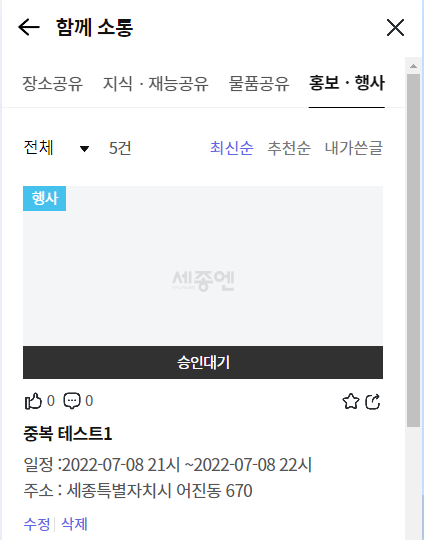 함께 소통
장소공유 지식·재능공유 물품공유 홍보·행사
전체 5건 최신순 추천순 내가쓴글
행사
세종엔
승인대기
0 0
중복 테스트1
일정 :2022-07-08 21시 ~2022-07-08 22시
주소 : 세종특별자치시 어진동 670
수정 삭제